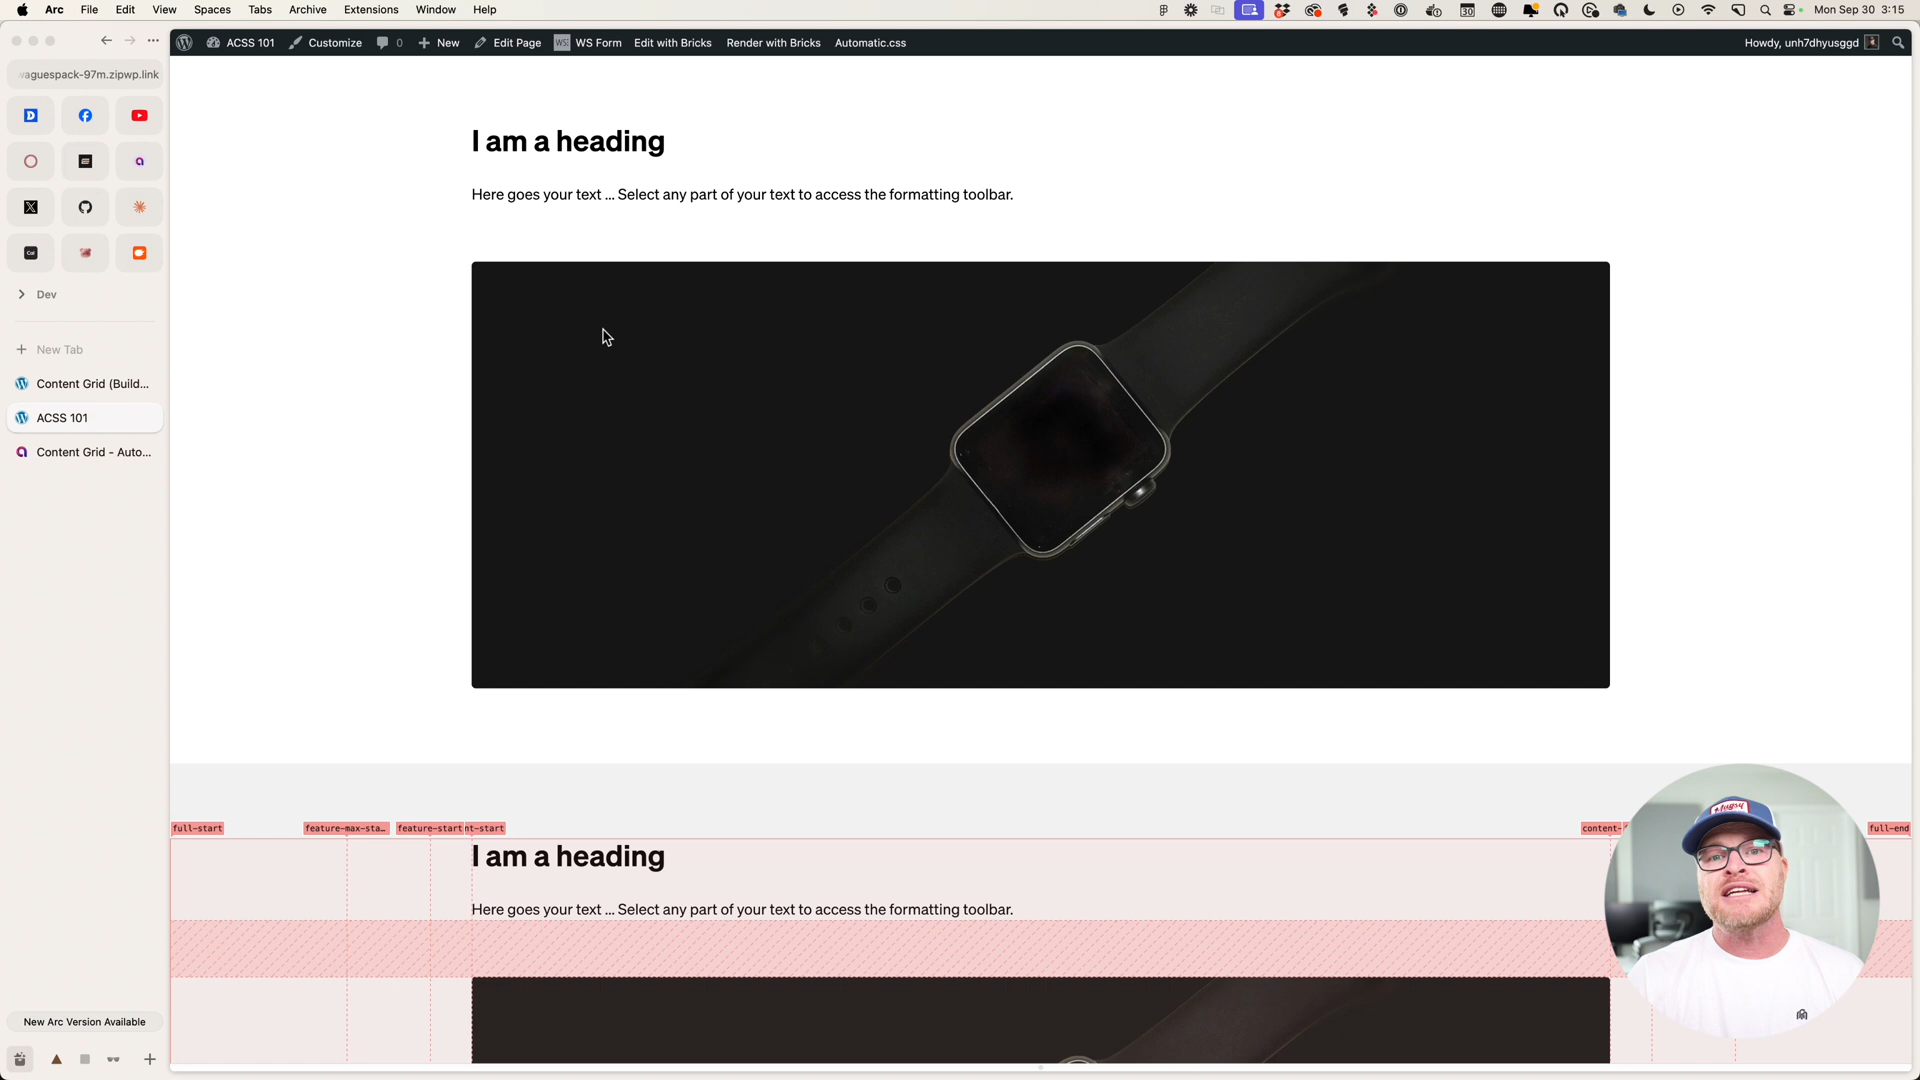 Arc File Edit View Spaces Tabs Archive Extensions Window Help
Mon Sep 30 3:15
ACSS 101 Customize 0 New Edit Page WS Form Edit with Bricks Render with Bricks Automatic.css
Howdy, unh7dhyusggd
aguespack-97m.zipwp.link
Dev
New Tab
Content Grid (Build...
ACSS 101
Content Grid - Auto...
New Arc Version Available
I am a heading
Here goes your text ... Select any part of your text to access the formatting toolbar.
full-start feature-max-sta… feature-start nt-start content- full-end
I am a heading
Here goes your text ... Select any part of your text to access the formatting toolbar.